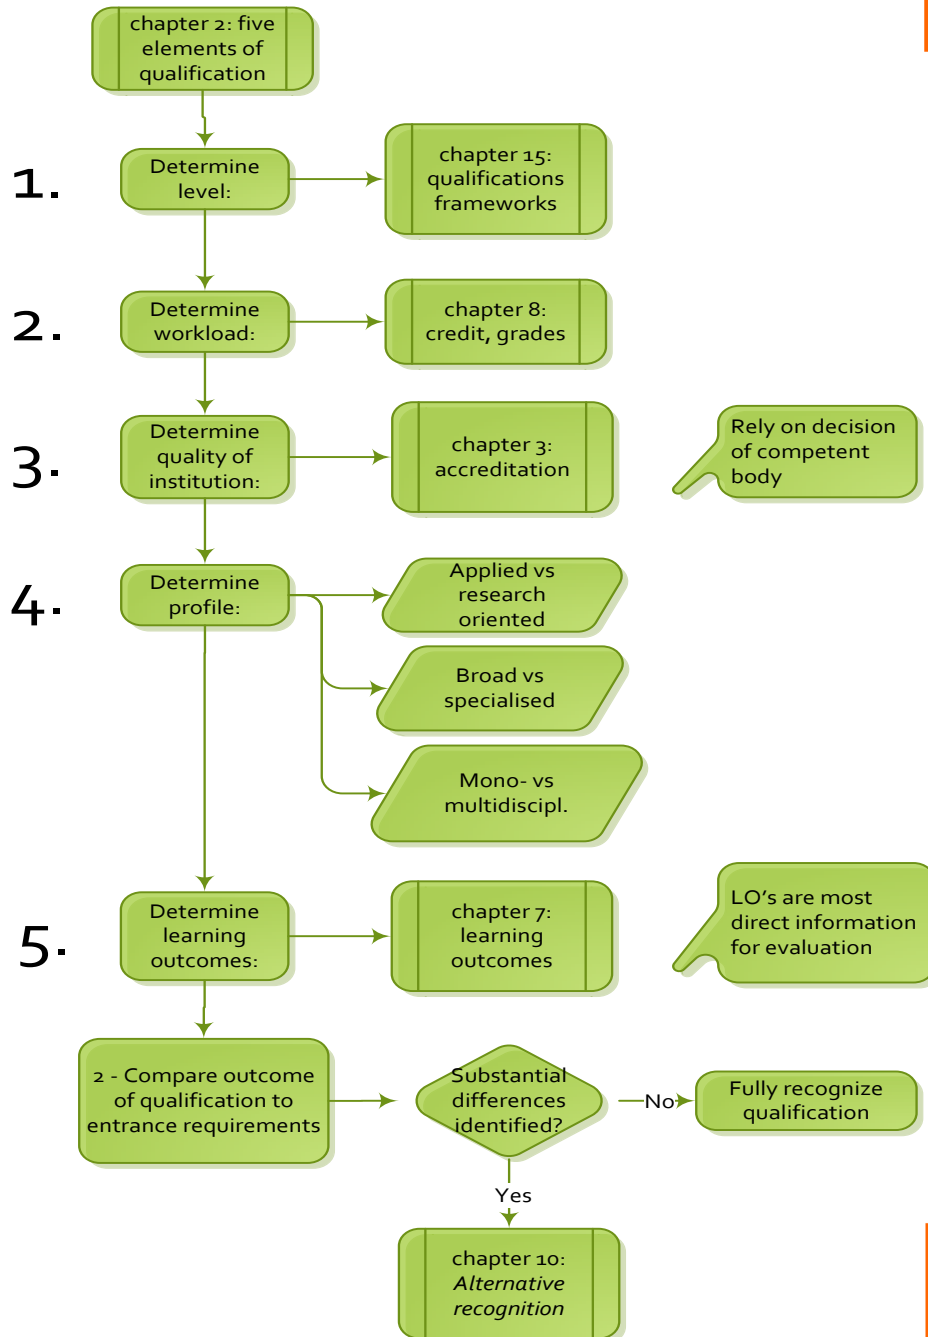 chapter 2: five
elements of
qualification
1.
Determine
level:
chapter 15:
qualifications
frameworks
2.
Determine
workload:
chapter 8:
credit, grades
3.
Determine
quality of
institution:
chapter 3:
accreditation
Rely on decision
of competent
body
4.
Determine
profile:
Applied vs
research
oriented
Broad vs
specialised
Mono- vs
multidiscipl.
5.
Determine
learning
outcomes:
chapter 7:
learning
outcomes
LO's are most
direct information
for evaluation
2 - Compare outcome
of qualification to
entrance requirements
Substantial
differences
identified?
No
Fully recognize
qualification
Yes
chapter 10:
Alternative
recognition